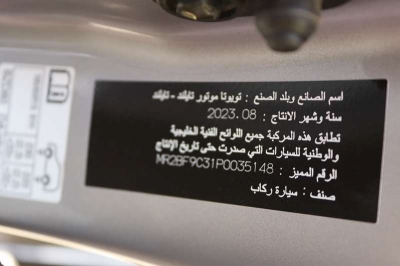 اسم الصانع وبلد الصنع : تويوتا موتور تايلند - تايلند
سنة وشهر الانتاج : 2023.08
تطابق هذه المركبة جميع اللوائح الفنية الخليجية
والوطنية للسيارات التي صدرت حتى تاريخ الإنتاج
الرقم المميز : MR2BF9C31P0035148
صنف : سيارة ركاب